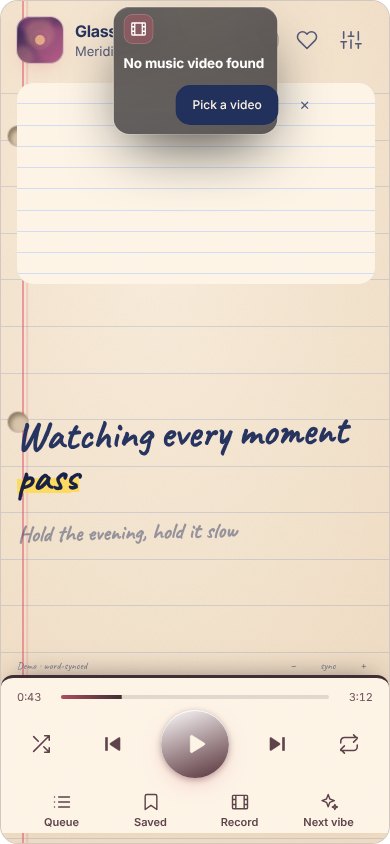 Glass
Meridi
No music video found
Pick a video
×
Watching every moment
pass
Hold the evening, hold it slow
Demo · word-synced
− sync +
0:43 3:12
Queue Saved Record Next vibe